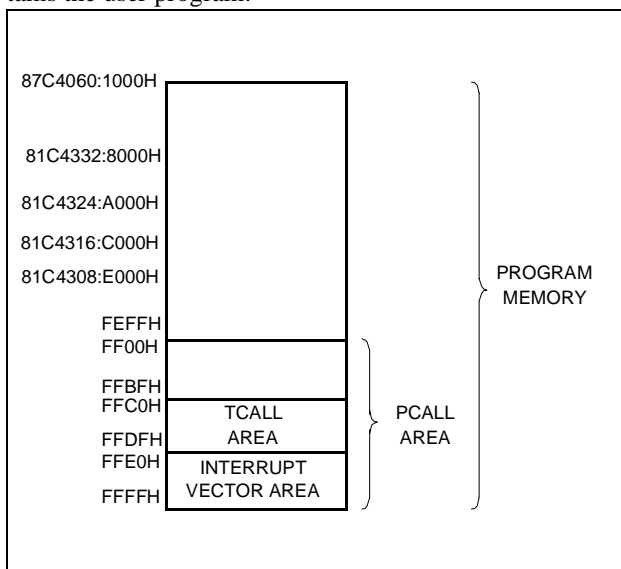 tains the user program.
87C4060:1000H
81C4332:8000H
81C4324:A000H
81C4316:C000H
81C4308:E000H
PROGRAM
MEMORY
FEFFH
FF00H
FFBFH
FFC0H
TCALL
AREA
PCALL
AREA
FFDFH
FFE0H
INTERRUPT
VECTOR AREA
FFFFH